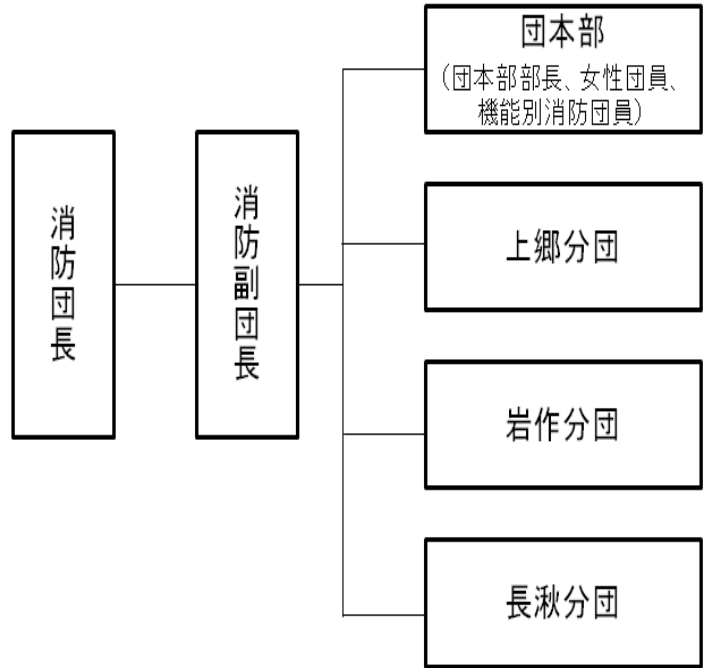 消防団長
消防副団長
団本部
（団本部部長、女性団員、
機能別消防団員）
上郷分団
岩作分団
長湫分団